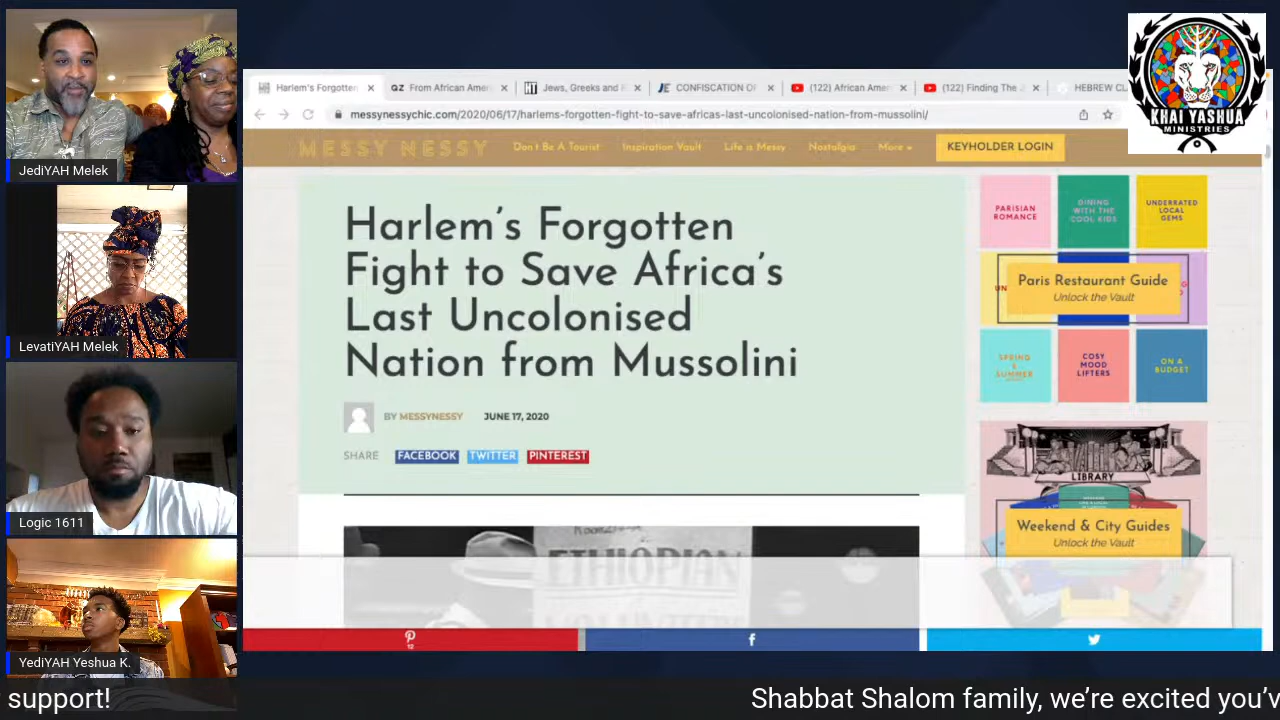 JediYAH Melek
LevatiYAH Melek
Logic 1611
YediYAH Yeshua K.
Harlem's Forgotten
QZ From African Amer
HT Jews, Greeks and R
JE CONFISCATION OF
(122) African Amer
(122) Finding The J
HEBREW CL
messynessychic.com/2020/06/17/harlems-forgotten-fight-to-save-africas-last-uncolonised-nation-from-mussolini/
MESSY NESSY
Don't Be A Tourist
Inspiration Vault
Life is Messy
Nostalgia
More
KEYHOLDER LOGIN
Harlem's Forgotten
Fight to Save Africa's
Last Uncolonised
Nation from Mussolini
BY MESSYNESSY
JUNE 17, 2020
SHARE
FACEBOOK
TWITTER
PINTEREST
ETHIOPIAN
PARISIAN
ROMANCE
DINING
WITH THE
COOL KIDS
UNDERRATED
LOCAL
GEMS
Paris Restaurant Guide
Unlock the Vault
SPRING
&
SUMMER
COSY
MOOD
LIFTERS
ON A
BUDGET
LIBRARY
Weekend & City Guides
Unlock the Vault
KHAI YASHUA
MINISTRIES
support!
Shabbat Shalom family, we're excited you'v